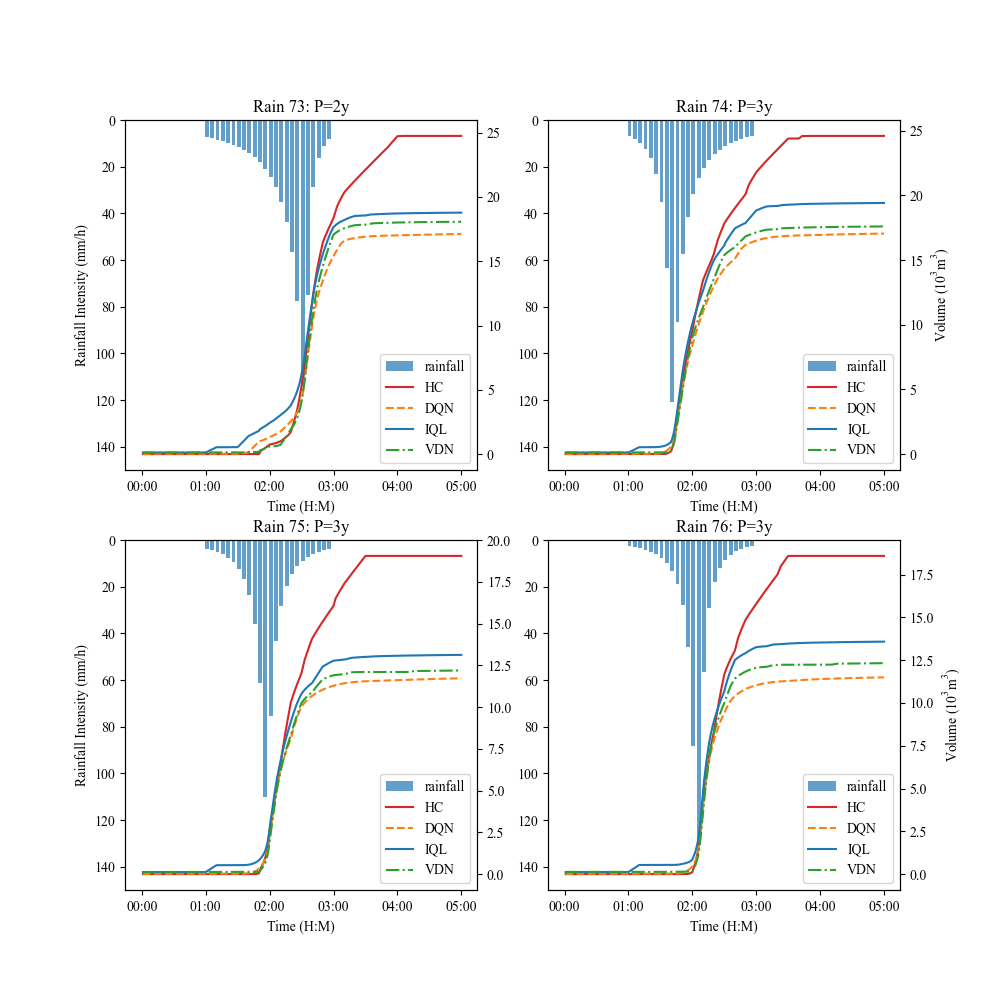 Rain 73: P=2y
0
20
40
60
80
100
120
140
Rainfall Intensity (mm/h)
25
20
15
10
5
0
rainfall
HC
DQN
IQL
VDN
00:00 01:00 02:00 03:00 04:00 05:00
Time (H:M)
Rain 74: P=3y
0
20
40
60
80
100
120
140
25
20
15
10
5
0
Volume (10³ m³)
rainfall
HC
DQN
IQL
VDN
00:00 01:00 02:00 03:00 04:00 05:00
Time (H:M)
Rain 75: P=3y
0
20
40
60
80
100
120
140
Rainfall Intensity (mm/h)
20.0
17.5
15.0
12.5
10.0
7.5
5.0
2.5
0.0
rainfall
HC
DQN
IQL
VDN
00:00 01:00 02:00 03:00 04:00 05:00
Time (H:M)
Rain 76: P=3y
0
20
40
60
80
100
120
140
17.5
15.0
12.5
10.0
7.5
5.0
2.5
0.0
Volume (10³ m³)
rainfall
HC
DQN
IQL
VDN
00:00 01:00 02:00 03:00 04:00 05:00
Time (H:M)